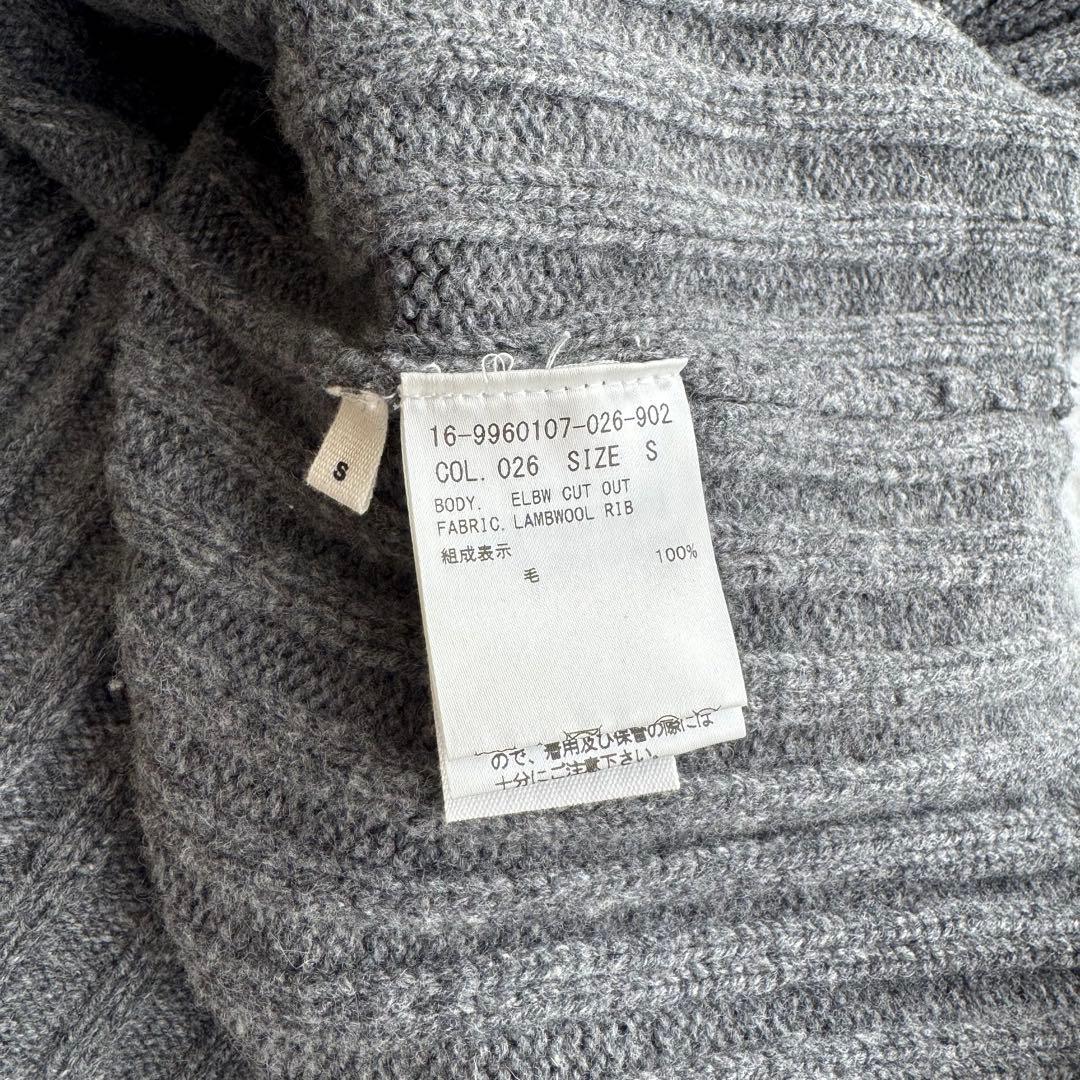 S
16-9960107-026-902
COL. 026 SIZE S
BODY. ELBW CUT OUT
FABRIC. LAMBWOOL RIB
組成表示
毛 100%
ので、着用及び保管の際には
十分にご注意下さい。